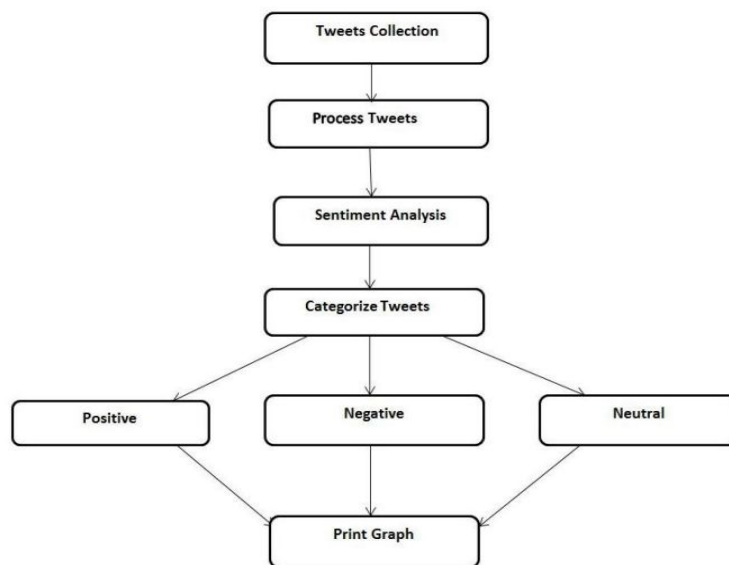 Tweets Collection
Process Tweets
Sentiment Analysis
Categorize Tweets
Positive
Negative
Neutral
Print Graph